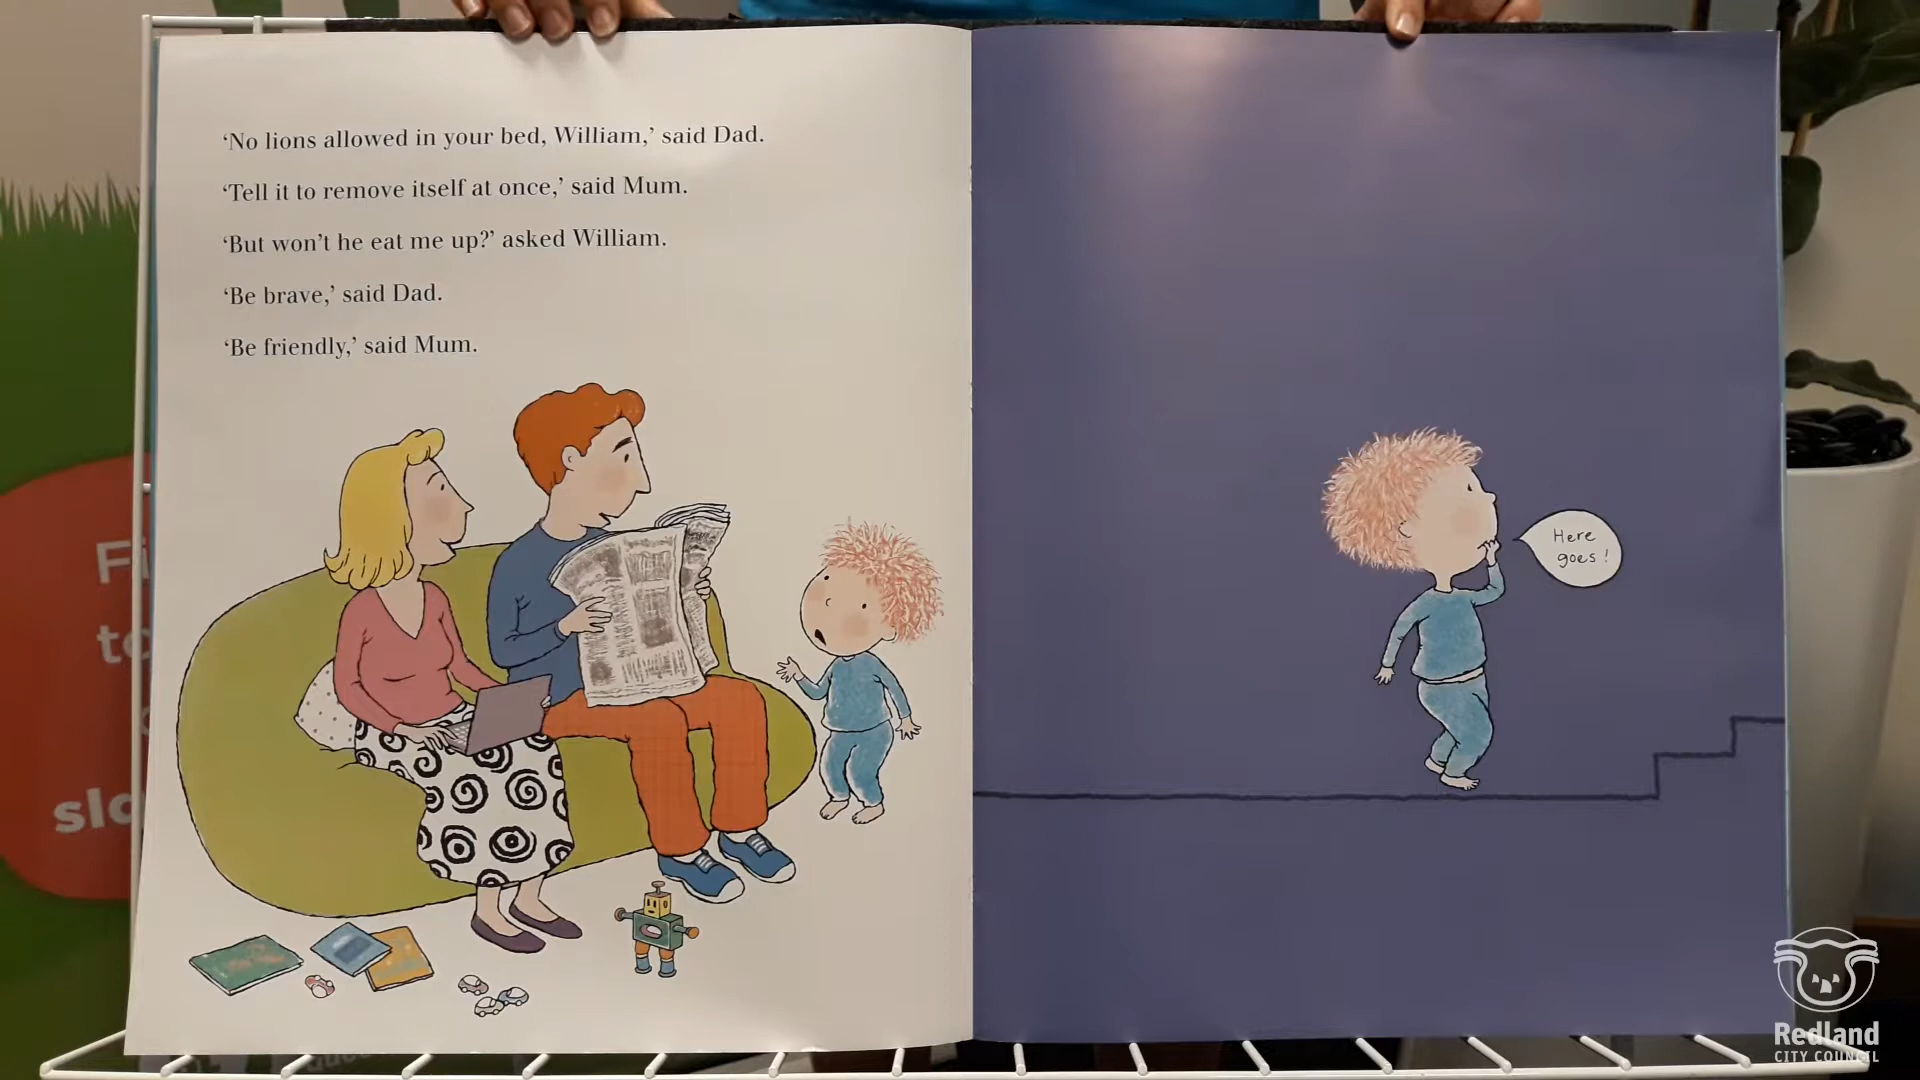 ‘No lions allowed in your bed, William,’ said Dad.
‘Tell it to remove itself at once,’ said Mum.
‘But won’t he eat me up?’ asked William.
‘Be brave,’ said Dad.
‘Be friendly,’ said Mum.
Here
goes!
Redland
CITY COUNCIL